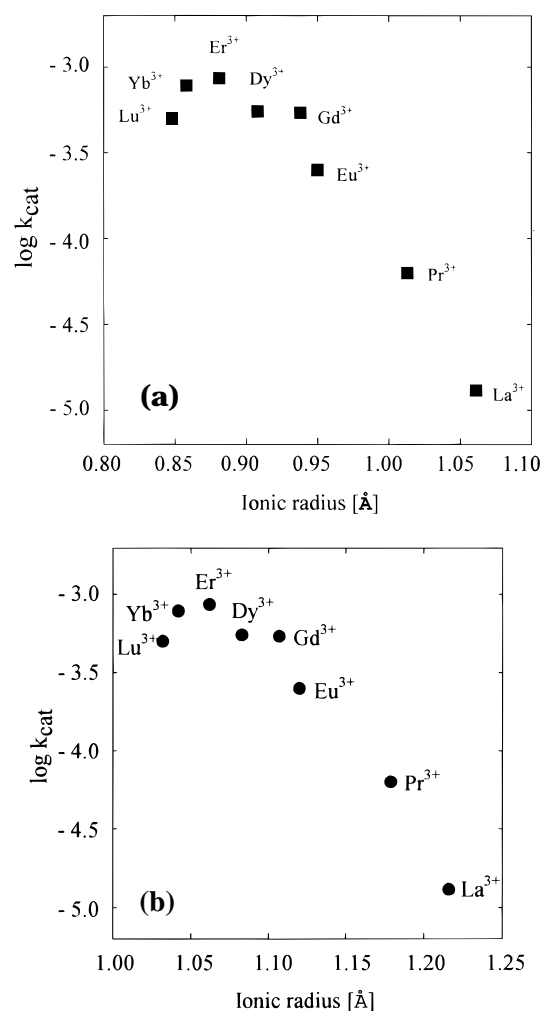 Er³⁺
- 3.0
Yb³⁺
Dy³⁺
Lu³⁺
Gd³⁺
- 3.5
Eu³⁺
log kcat
- 4.0
Pr³⁺
- 4.5
(a)
La³⁺
- 5.0
0.80 0.85 0.90 0.95 1.00 1.05 1.10
Ionic radius [Å]
Er³⁺
- 3.0
Yb³⁺
Dy³⁺
Lu³⁺
Gd³⁺
- 3.5
Eu³⁺
log kcat
- 4.0
Pr³⁺
- 4.5
(b)
La³⁺
- 5.0
1.00 1.05 1.10 1.15 1.20 1.25
Ionic radius [Å]